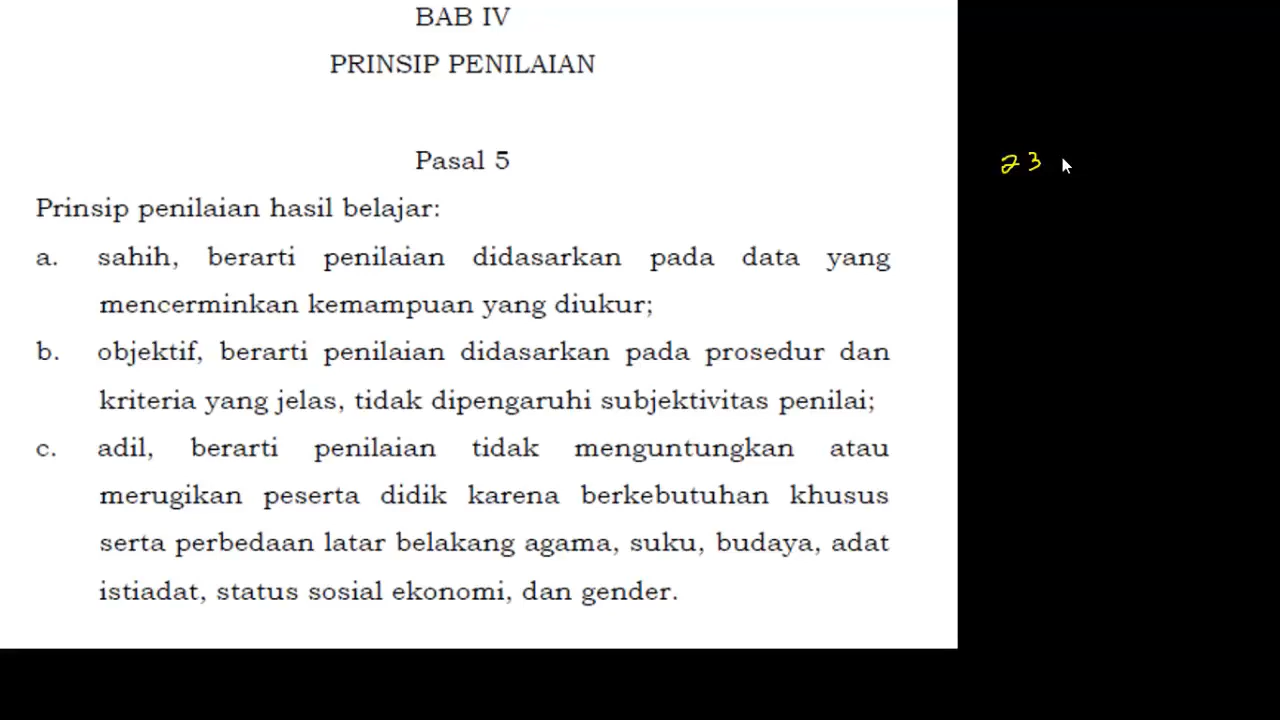 BAB IV
PRINSIP PENILAIAN
Pasal 5
23
Prinsip penilaian hasil belajar:
a. sahih, berarti penilaian didasarkan pada data yang
mencerminkan kemampuan yang diukur;
b. objektif, berarti penilaian didasarkan pada prosedur dan
kriteria yang jelas, tidak dipengaruhi subjektivitas penilai;
c. adil, berarti penilaian tidak menguntungkan atau
merugikan peserta didik karena berkebutuhan khusus
serta perbedaan latar belakang agama, suku, budaya, adat
istiadat, status sosial ekonomi, dan gender.